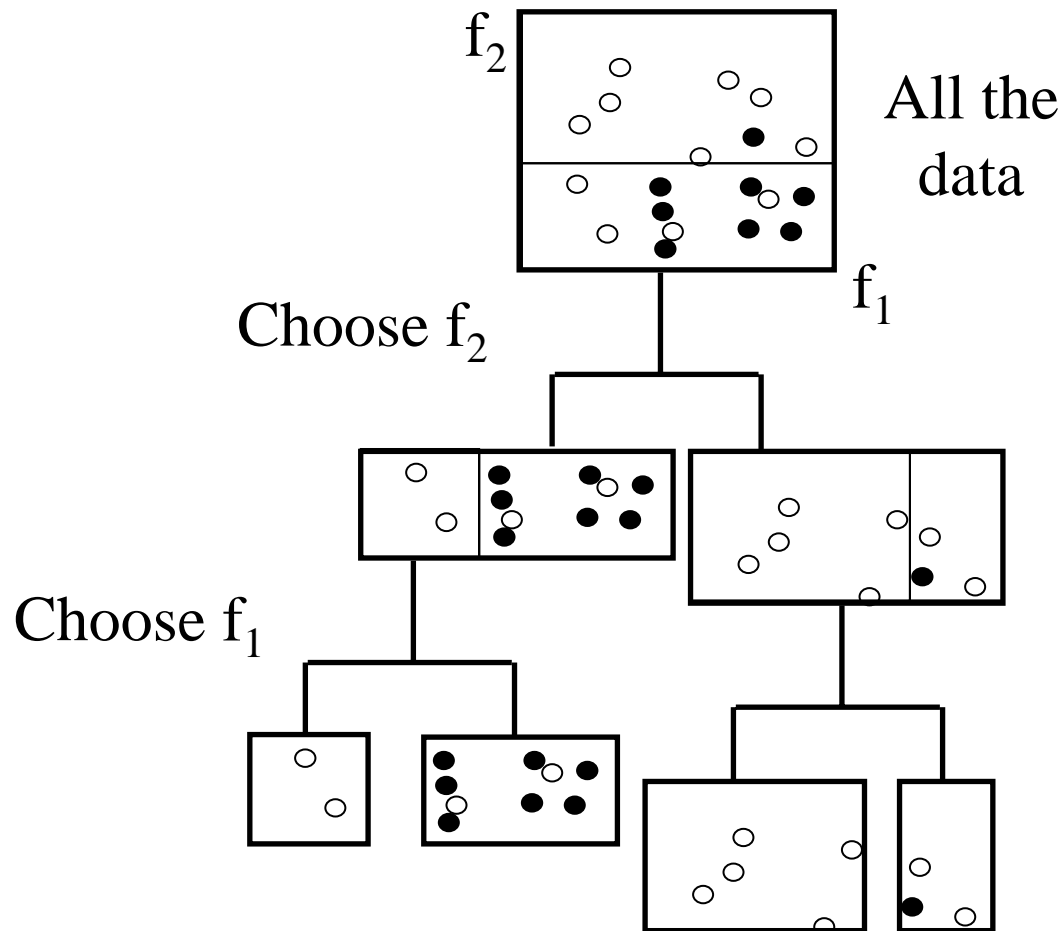 f₂
All the
data
f₁
Choose f₂
Choose f₁